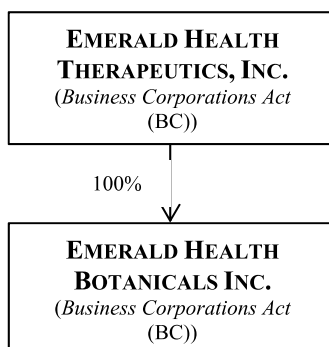 EMERALD HEALTH
THERAPEUTICS, INC.
(Business Corporations Act
(BC))
100%
EMERALD HEALTH
BOTANICALS INC.
(Business Corporations Act
(BC))